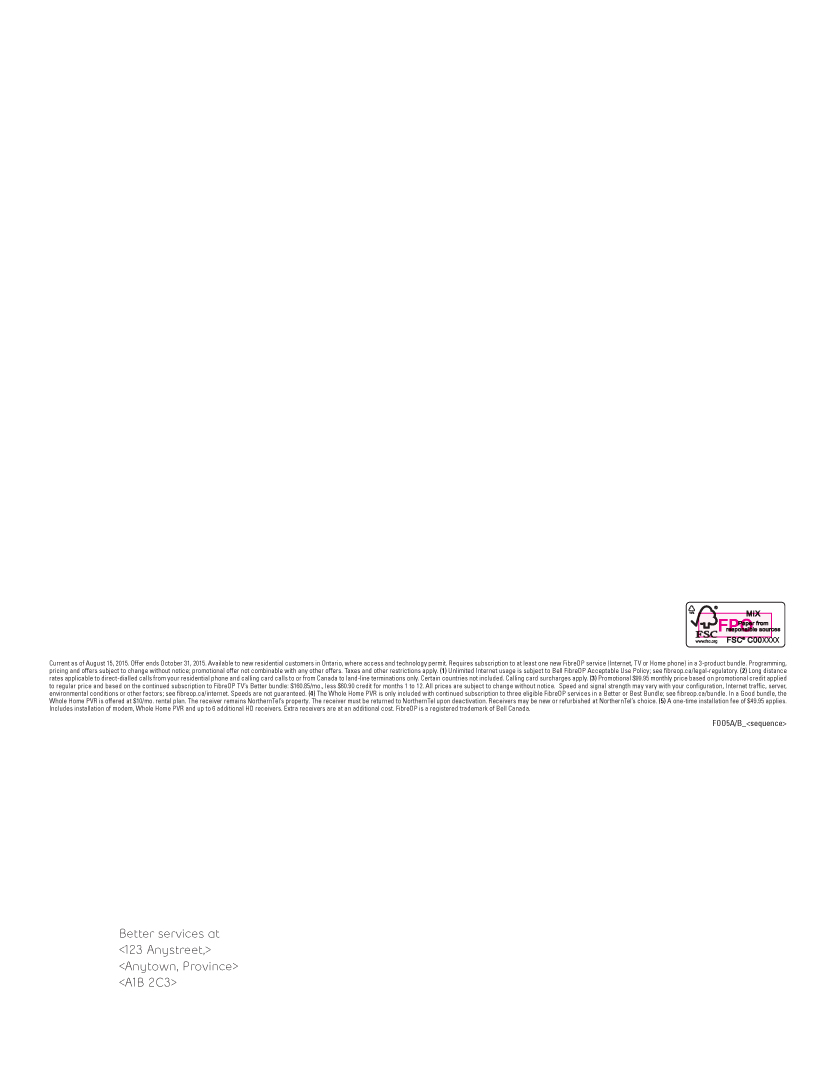 MIX
FPO
Paper from
responsible sources
FSC
www.fsc.org
FSC® C00XXXX
Current as of August 15, 2015. Offer ends October 31, 2015. Available to new residential customers in Ontario, where access and technology permit. Requires subscription to at least one new FibreOP service (Internet, TV or Home phone) in a 3-product bundle. Programming,
pricing and offers subject to change without notice; promotional offer not combinable with any other offers. Taxes and other restrictions apply. (1) Unlimited Internet usage is subject to Bell FibreOP Acceptable Use Policy; see fibreop.ca/legal-regulatory. (2) Long distance
rates applicable to direct-dialled calls from your residential phone and calling card calls to or from Canada to land-line terminations only. Certain countries not included. Calling card surcharges apply. (3) Promotional $99.95 monthly price based on promotional credit applied
to regular price and based on the continued subscription to FibreOP TV's Better bundle: $160.85/mo., less $60.90 credit for months 1 to 12. All prices are subject to change without notice. Speed and signal strength may vary with your configuration, Internet traffic, server,
environmental conditions or other factors; see fibreop.ca/internet. Speeds are not guaranteed. (4) The Whole Home PVR is only included with continued subscription to three eligible FibreOP services in a Better or Best Bundle; see fibreop.ca/bundle. In a Good bundle, the
Whole Home PVR is offered at $10/mo. rental plan. The receiver remains NorthernTel's property. The receiver must be returned to NorthernTel upon deactivation. Receivers may be new or refurbished at NorthernTel's choice. (5) A one-time installation fee of $49.95 applies.
Includes installation of modem, Whole Home PVR and up to 6 additional HD receivers. Extra receivers are at an additional cost. FibreOP is a registered trademark of Bell Canada.
FO05A/B_<sequence>
Better services at
<123 Anystreet,>
<Anytown, Province>
<A1B 2C3>